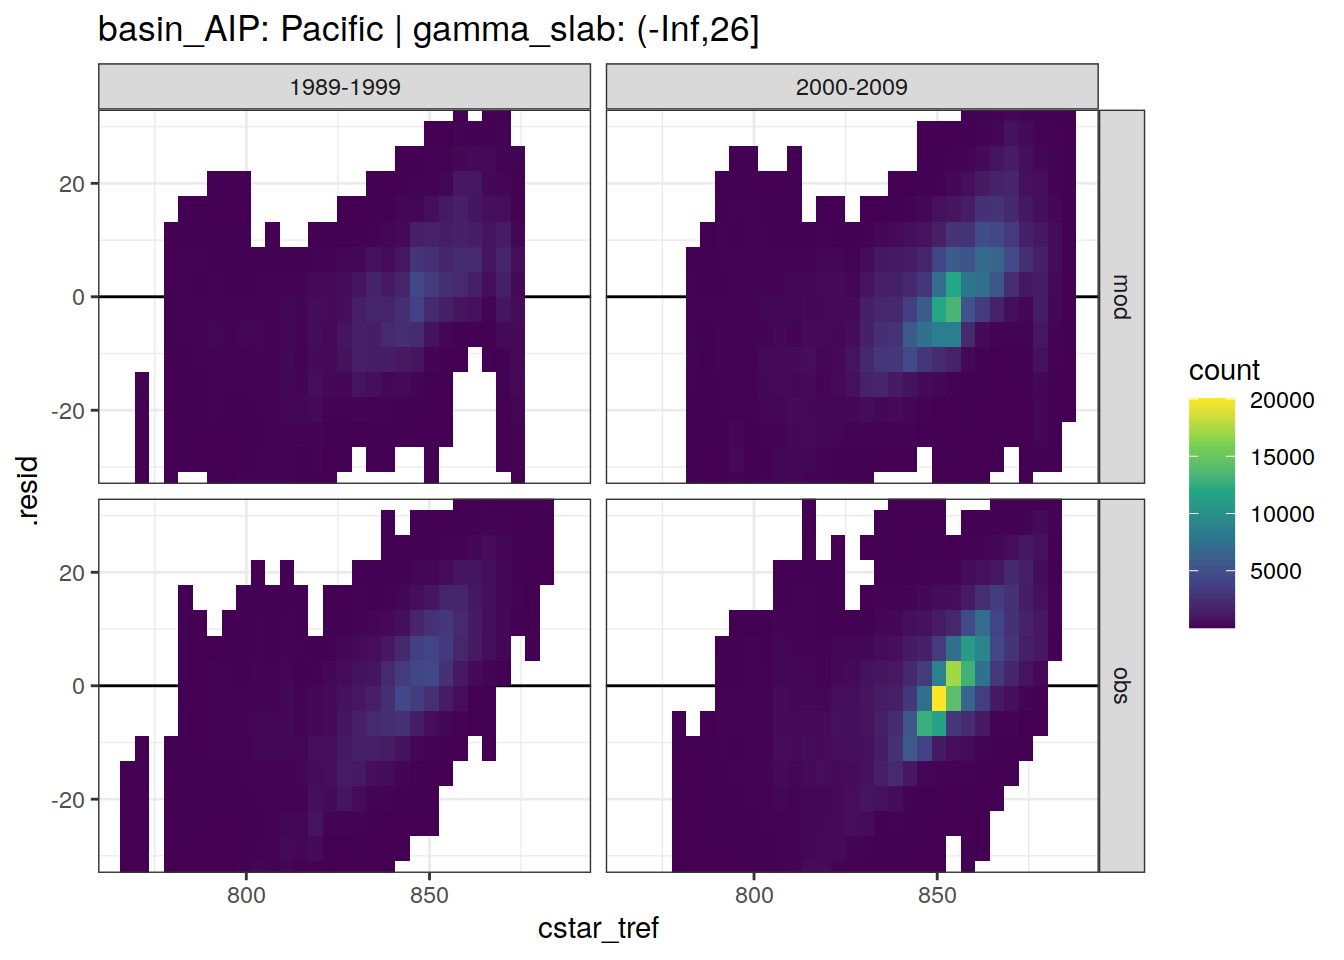 basin_AIP: Pacific | gamma_slab: (-Inf,26]
1989-1999
2000-2009
20
0
-20
mod
20
0
-20
obs
.resid
800
850
800
850
cstar_tref
count
20000
15000
10000
5000